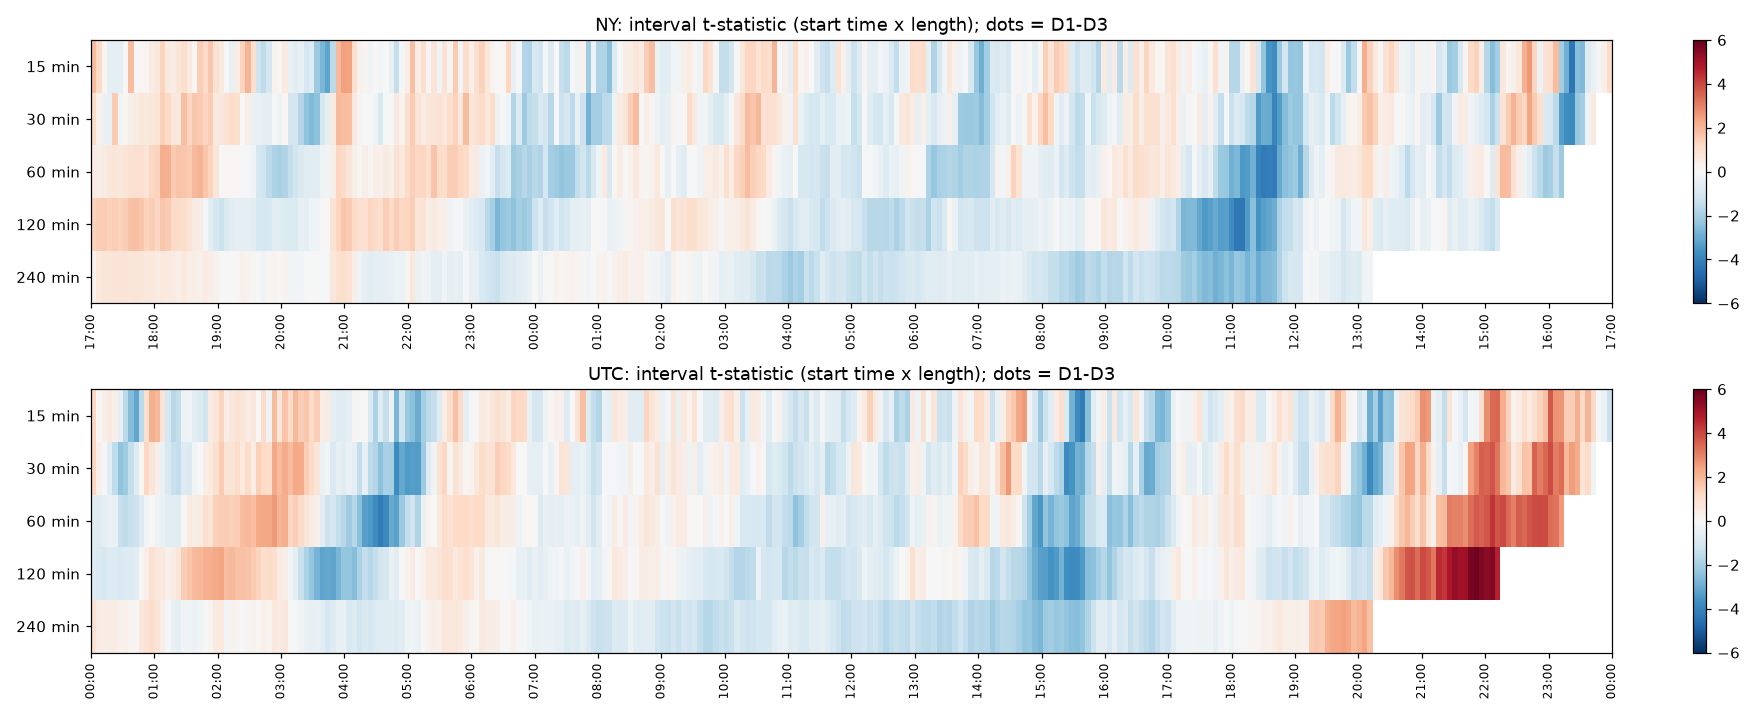 NY: interval t-statistic (start time x length); dots = D1-D3
15 min
30 min
60 min
120 min
240 min
17:00 18:00 19:00 20:00 21:00 22:00 23:00 00:00 01:00 02:00 03:00 04:00 05:00 06:00 07:00 08:00 09:00 10:00 11:00 12:00 13:00 14:00 15:00 16:00 17:00
6
4
2
0
−2
−4
−6
UTC: interval t-statistic (start time x length); dots = D1-D3
15 min
30 min
60 min
120 min
240 min
00:00 01:00 02:00 03:00 04:00 05:00 06:00 07:00 08:00 09:00 10:00 11:00 12:00 13:00 14:00 15:00 16:00 17:00 18:00 19:00 20:00 21:00 22:00 23:00 00:00
6
4
2
0
−2
−4
−6